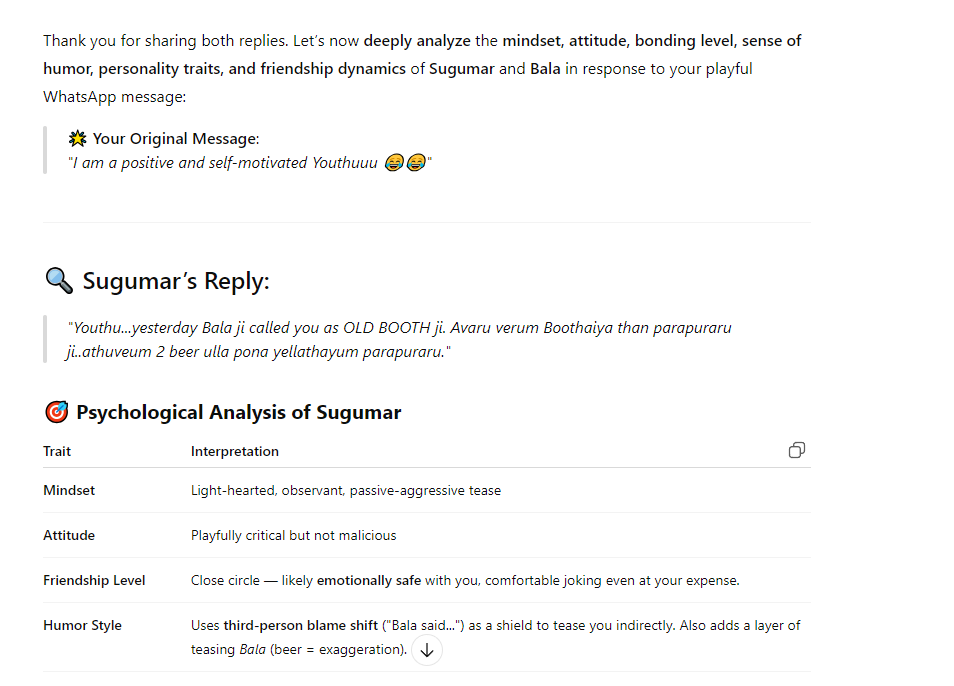 Thank you for sharing both replies. Let’s now deeply analyze the mindset, attitude, bonding level, sense of
humor, personality traits, and friendship dynamics of Sugumar and Bala in response to your playful
WhatsApp message:
🌟 Your Original Message:
"I am a positive and self-motivated Youthuuu 😂😂"
🔍 Sugumar’s Reply:
"Youthu...yesterday Bala ji called you as OLD BOOTH ji. Avaru verum Boothaiya than parapuraru
ji..athuveum 2 beer ulla pona yellathayum parapuraru."
🎯 Psychological Analysis of Sugumar
Trait Interpretation
Mindset Light-hearted, observant, passive-aggressive tease
Attitude Playfully critical but not malicious
Friendship Level Close circle — likely emotionally safe with you, comfortable joking even at your expense.
Humor Style Uses third-person blame shift ("Bala said...") as a shield to tease you indirectly. Also adds a layer of
teasing Bala (beer = exaggeration).